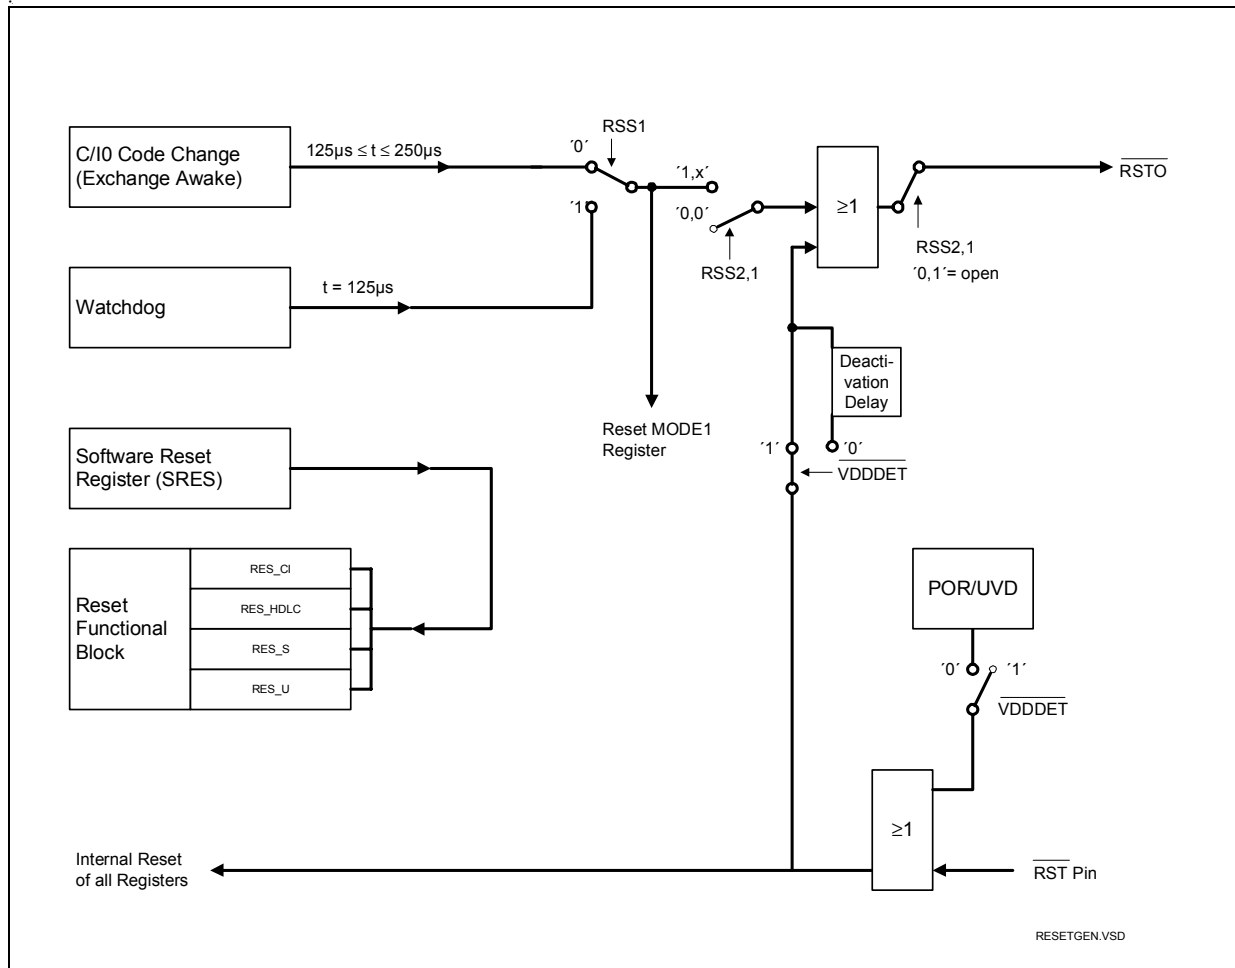 RSS1
C/I0 Code Change
(Exchange Awake)
125µs ≤ t ≤ 250µs
´0´
´1´
´1,x´
´0,0´
RSS2,1
≥1
RSTO
RSS2,1
´0,1´= open
Watchdog
t = 125µs
Deacti-
vation
Delay
Reset MODE1
Register
´1´
´0´
VDDDET
Software Reset
Register (SRES)
Reset
Functional
Block
RES_CI
RES_HDLC
RES_S
RES_U
POR/UVD
´0´
´1´
VDDDET
≥1
Internal Reset
of all Registers
RST Pin
RESETGEN.VSD